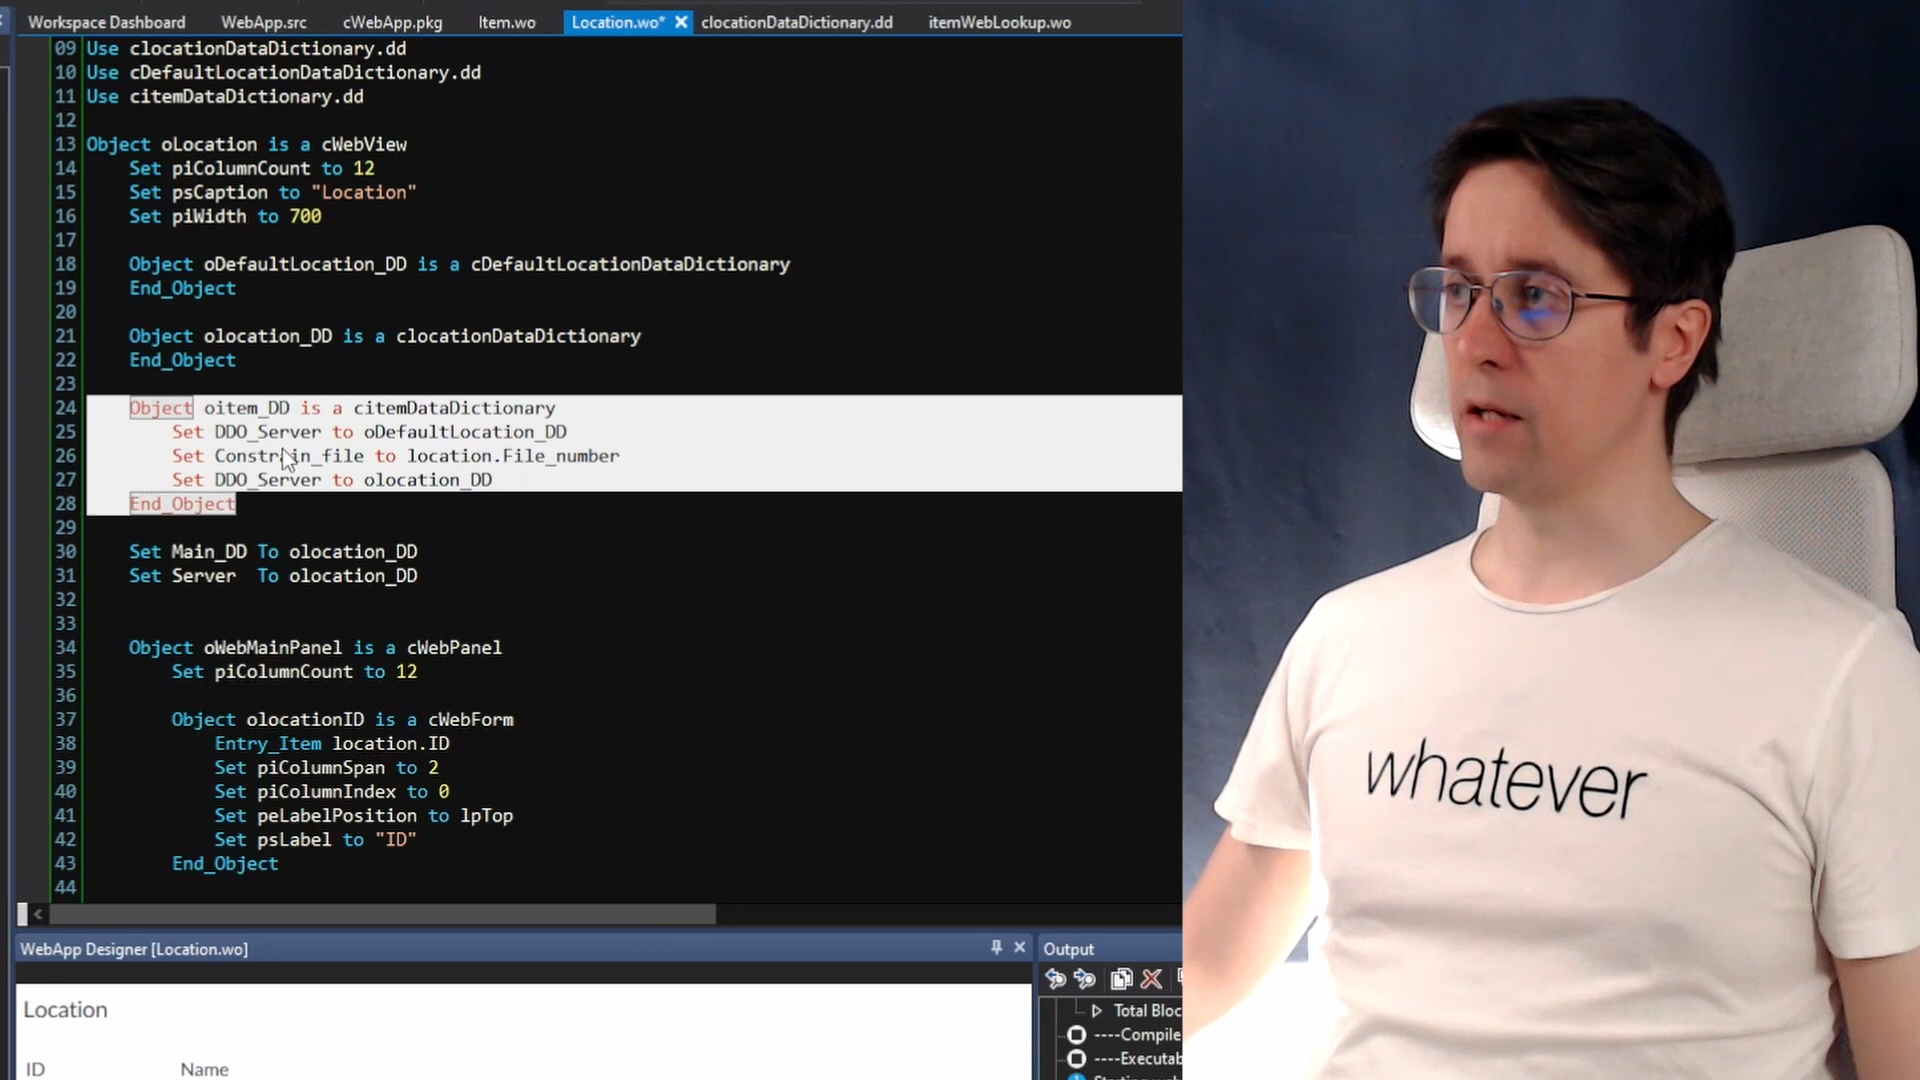 Workspace Dashboard WebApp.src cWebApp.pkg Item.wo Location.wo* clocationDataDictionary.dd itemWebLookup.wo
09 Use clocationDataDictionary.dd
10 Use cDefaultLocationDataDictionary.dd
11 Use citemDataDictionary.dd
12
13 Object oLocation is a cWebView
14 Set piColumnCount to 12
15 Set psCaption to "Location"
16 Set piWidth to 700
17
18 Object oDefaultLocation_DD is a cDefaultLocationDataDictionary
19 End_Object
20
21 Object olocation_DD is a clocationDataDictionary
22 End_Object
23
24 Object oitem_DD is a citemDataDictionary
25 Set DDO_Server to oDefaultLocation_DD
26 Set Constrain_file to location.File_number
27 Set DDO_Server to olocation_DD
28 End_Object
29
30 Set Main_DD To olocation_DD
31 Set Server To olocation_DD
32
33
34 Object oWebMainPanel is a cWebPanel
35 Set piColumnCount to 12
36
37 Object olocationID is a cWebForm
38 Entry_Item location.ID
39 Set piColumnSpan to 2
40 Set piColumnIndex to 0
41 Set peLabelPosition to lpTop
42 Set psLabel to "ID"
43 End_Object
44
WebApp Designer [Location.wo]
Location
ID Name
Output
Total Bloc
----Compile
----Executab
whatever